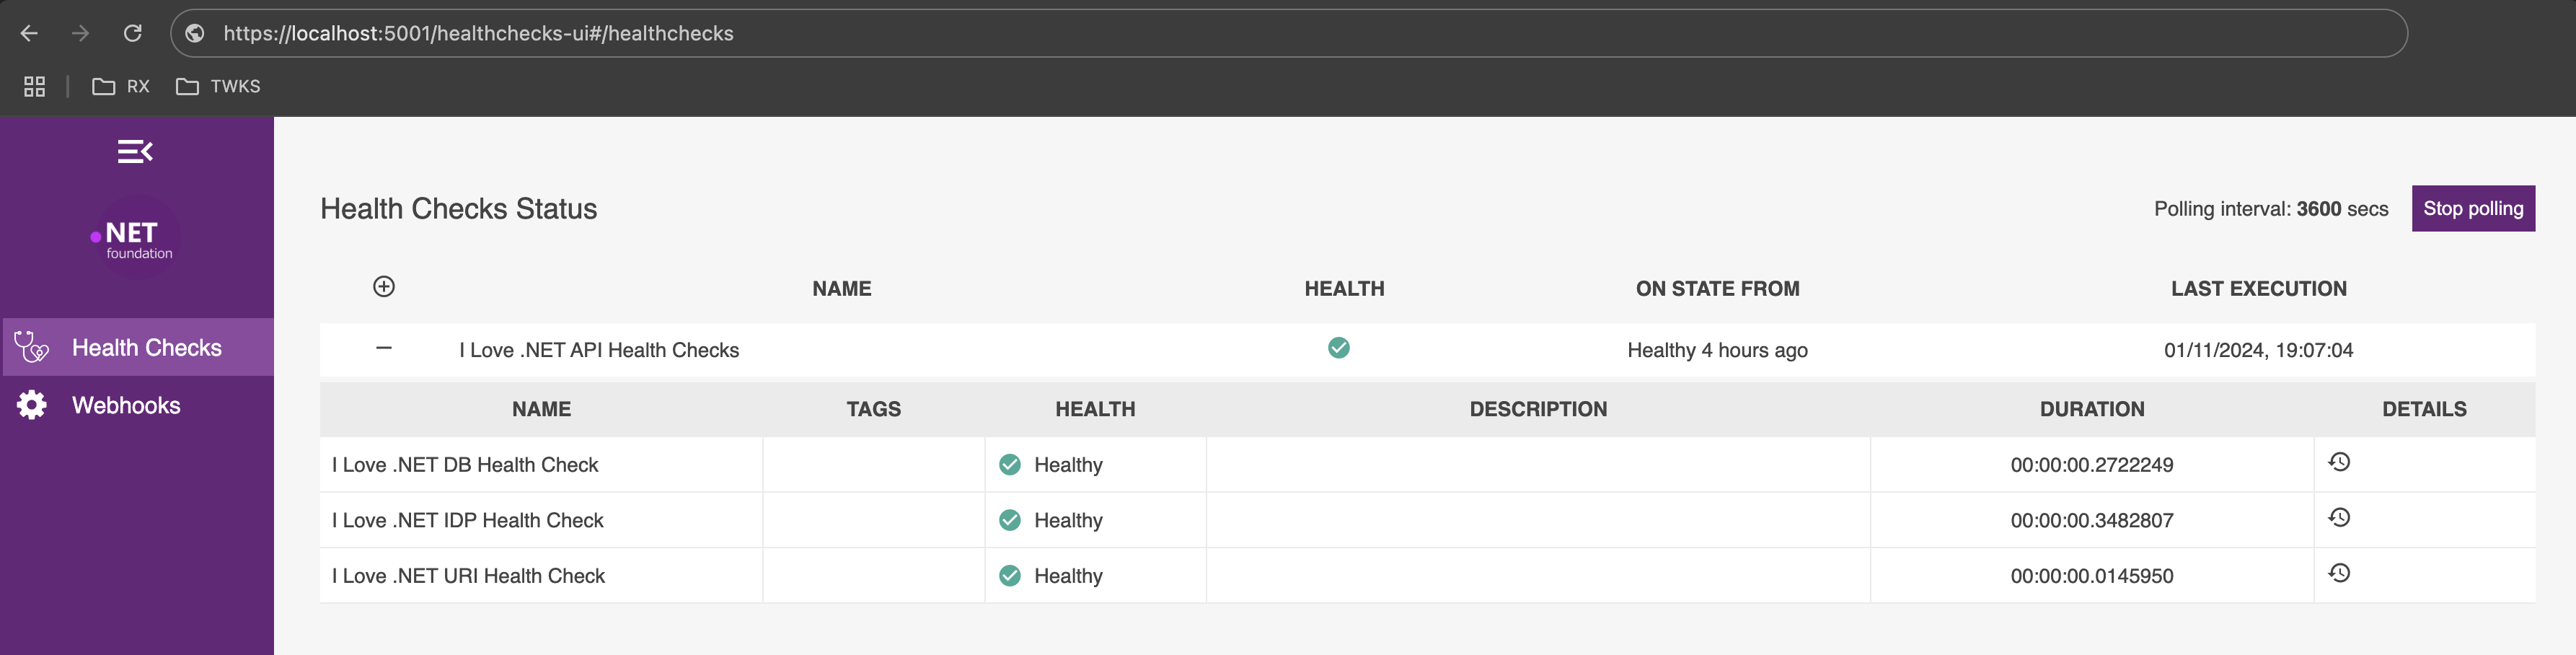 https://localhost:5001/healthchecks-ui#/healthchecks
RX TWKS
.NET
foundation
Health Checks
Webhooks
Health Checks Status
Polling interval: 3600 secs Stop polling
NAME HEALTH ON STATE FROM LAST EXECUTION
I Love .NET API Health Checks Healthy 4 hours ago 01/11/2024, 19:07:04
NAME TAGS HEALTH DESCRIPTION DURATION DETAILS
I Love .NET DB Health Check Healthy 00:00:00.2722249
I Love .NET IDP Health Check Healthy 00:00:00.3482807
I Love .NET URI Health Check Healthy 00:00:00.0145950